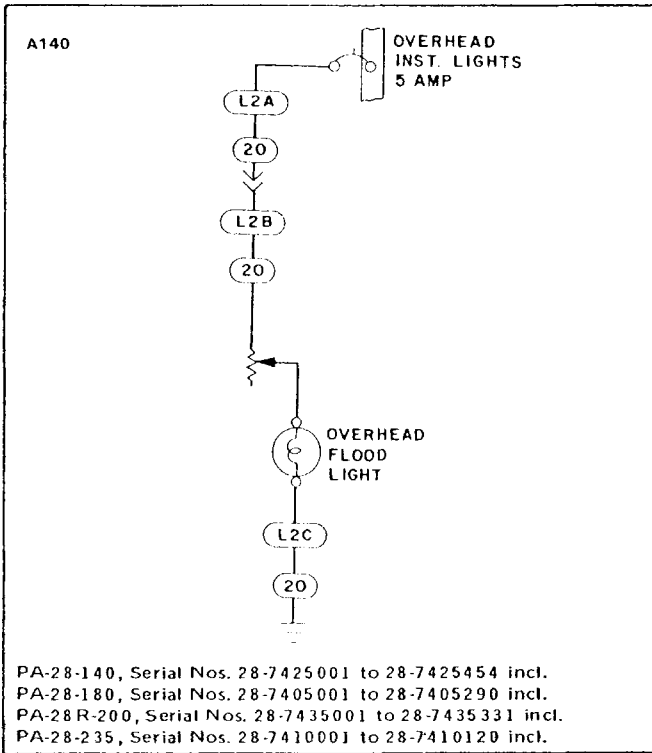 A140
OVERHEAD
INST. LIGHTS
5 AMP
L2A
20
L2B
20
OVERHEAD
FLOOD
LIGHT
L2C
20
PA-28-140, Serial Nos. 28-7425001 to 28-7425454 incl.
PA-28-180, Serial Nos. 28-7405001 to 28-7405290 incl.
PA-28R-200, Serial Nos. 28-7435001 to 28-7435331 incl.
PA-28-235, Serial Nos. 28-7410001 to 28-7410120 incl.